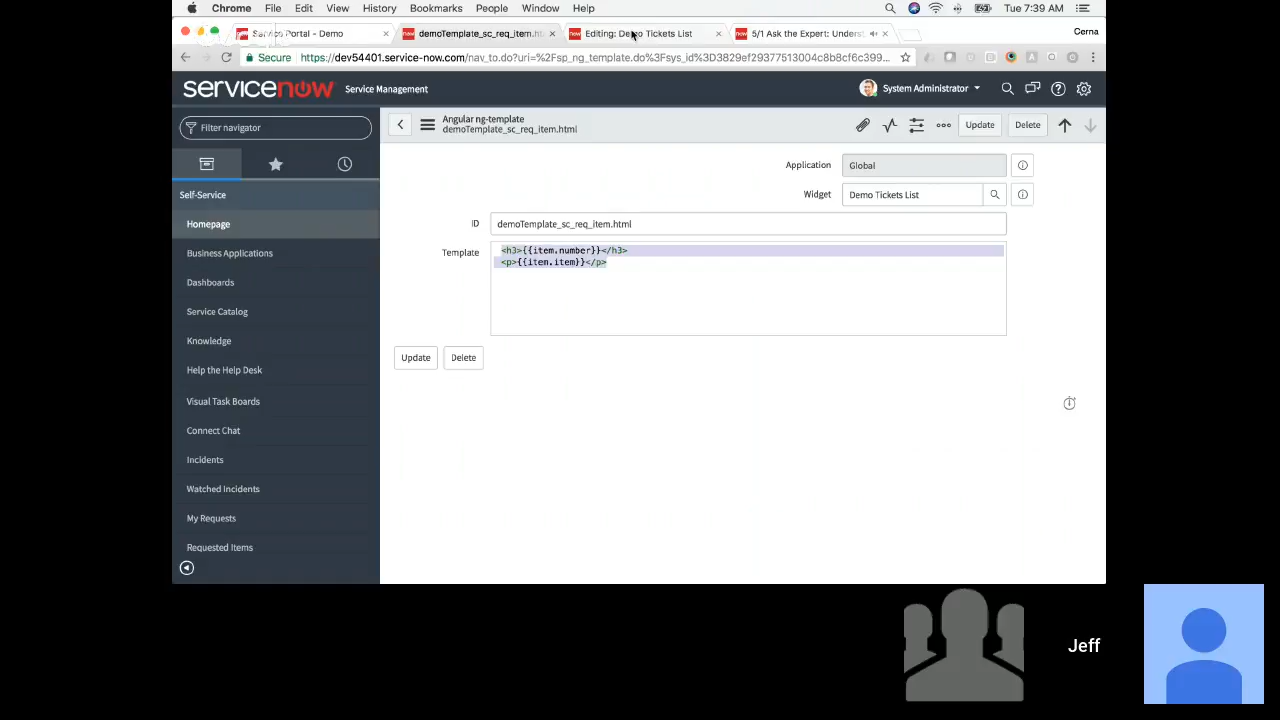 Chrome File Edit View History Bookmarks People Window Help Tue 7:39 AM
Service Portal - Demo demoTemplate_sc_req_item.ht Editing: Demo Tickets List 5/1 Ask the Expert: Underst Cerna
Secure https://dev54401.service-now.com/nav_to.do?uri=%2Fsp_ng_template.do%3Fsys_id%3D3829ef29377513004c8b8cf6c399...
servicenow Service Management System Administrator
Filter navigator
Angular ng-template
demoTemplate_sc_req_item.html
Update Delete
Self-Service
Homepage
Business Applications
Dashboards
Service Catalog
Knowledge
Help the Help Desk
Visual Task Boards
Connect Chat
Incidents
Watched Incidents
My Requests
Requested Items
Application Global
Widget Demo Tickets List
ID demoTemplate_sc_req_item.html
Template <h3>{{item.number}}</h3>
<p>{{item.item}}</p>
Update Delete
Jeff